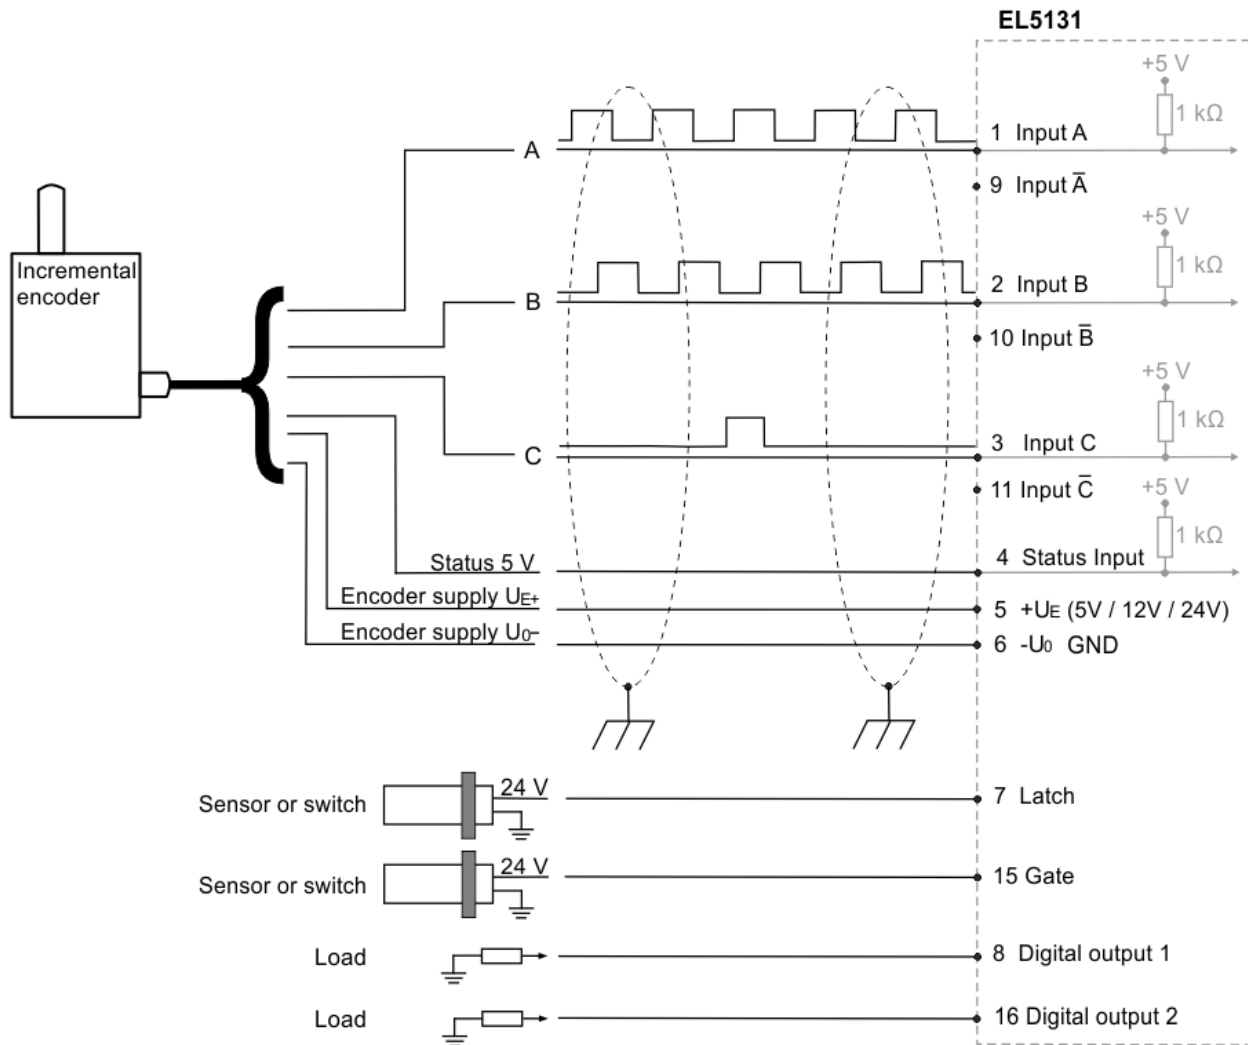 EL5131
+5 V
1 kΩ
1 Input A
A
9 Input A̅
+5 V
1 kΩ
Incremental
encoder
2 Input B
B
10 Input B̅
+5 V
1 kΩ
3 Input C
C
11 Input C̅
+5 V
1 kΩ
Status 5 V
4 Status Input
Encoder supply UE+
5 +UE (5V / 12V / 24V)
Encoder supply U0−
6 -U0 GND
24 V
Sensor or switch
7 Latch
24 V
Sensor or switch
15 Gate
Load
8 Digital output 1
Load
16 Digital output 2